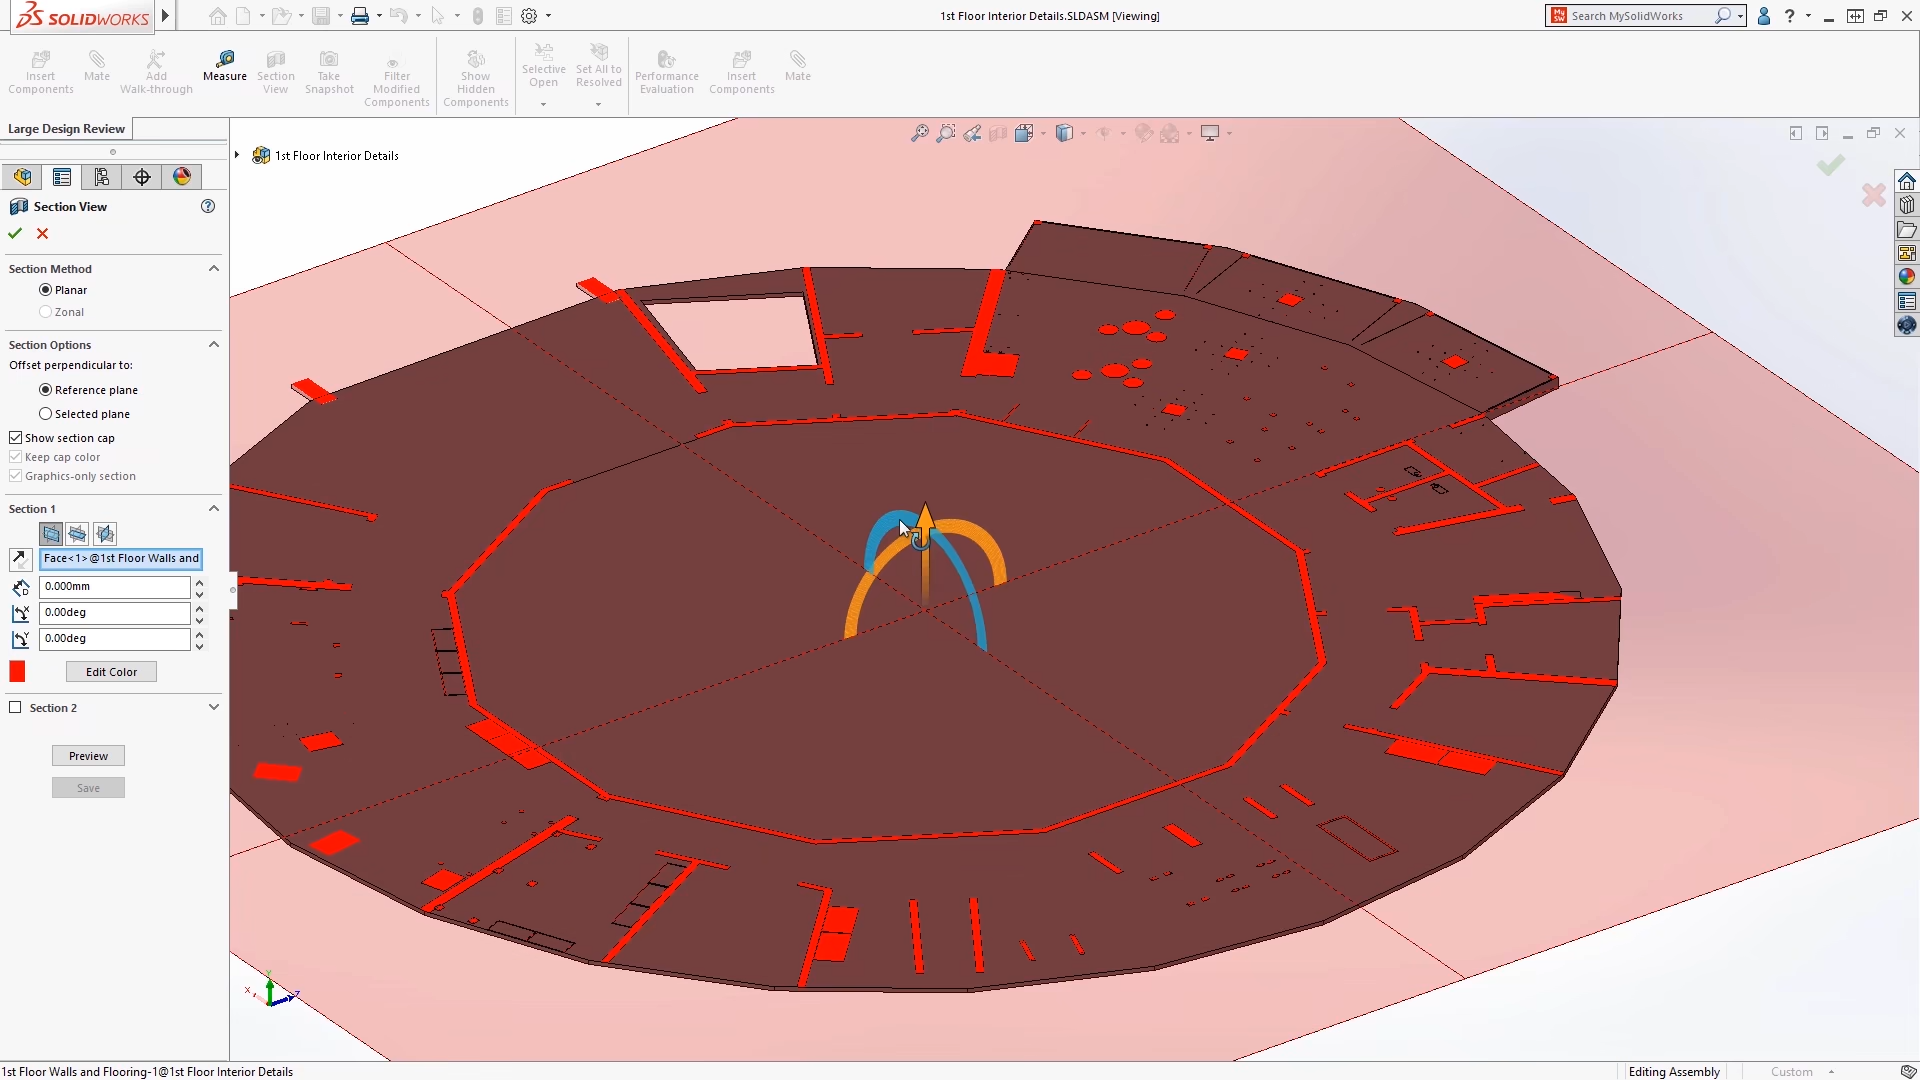 SOLIDWORKS
1st Floor Interior Details.SLDASM [Viewing]
Search MySolidWorks
Insert Components
Mate
Add Walk-through
Measure
Section View
Take Snapshot
Filter Modified Components
Show Hidden Components
Selective Open
Set All to Resolved
Performance Evaluation
Insert Components
Mate
Large Design Review
1st Floor Interior Details
Section View
Section Method
Planar
Zonal
Section Options
Offset perpendicular to:
Reference plane
Selected plane
Show section cap
Keep cap color
Graphics-only section
Section 1
Face<1>@1st Floor Walls and
0.000mm
0.00deg
0.00deg
Edit Color
Section 2
Preview
Save
Y
X
Z
1st Floor Walls and Flooring-1@1st Floor Interior Details
Editing Assembly
Custom